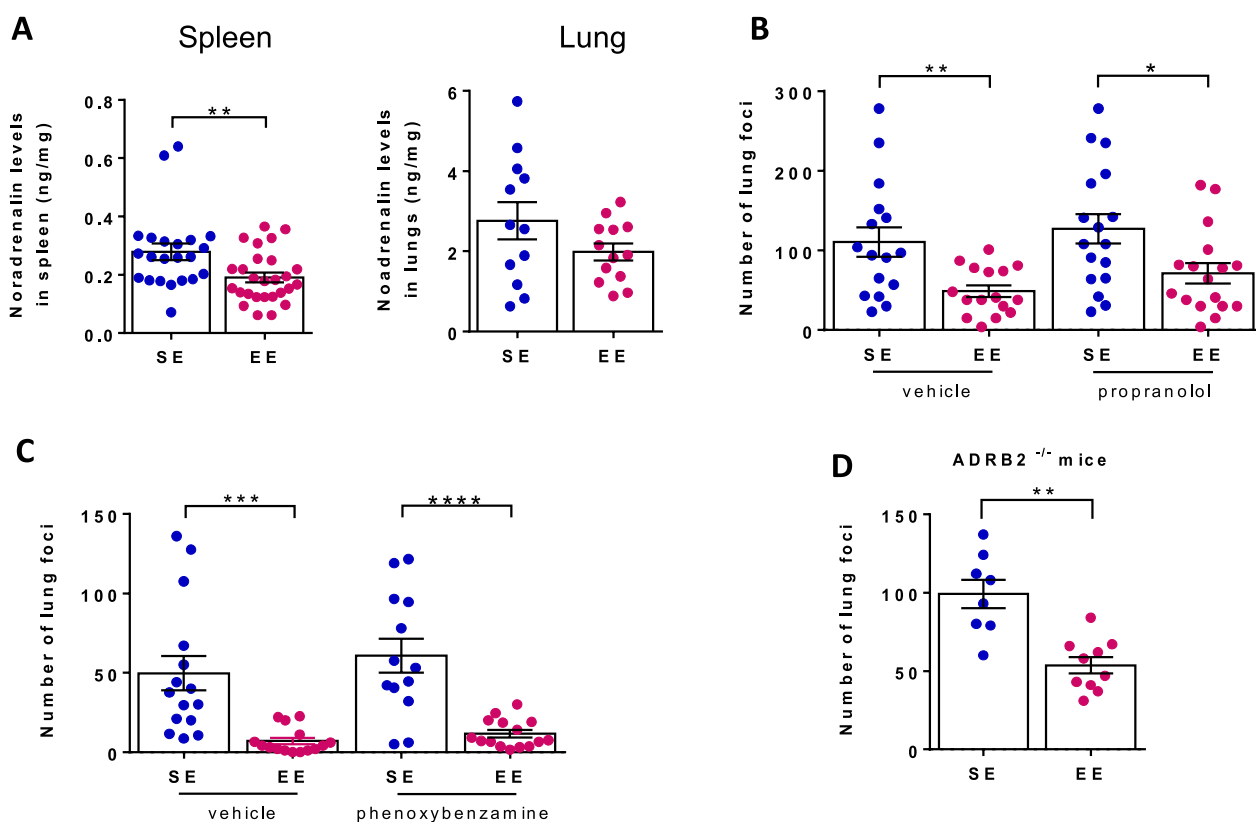 A
Spleen
Noradrenalin levels
in spleen (ng/mg)
0.8
0.6
0.4
0.2
0.0
**
SE
EE
Lung
Noadrenalin levels
in lungs (ng/mg)
6
4
2
0
SE
EE
B
Number of lung foci
300
200
100
0
**
*
SE
EE
SE
EE
vehicle
propranolol
C
Number of lung foci
150
100
50
0
***
****
SE
EE
SE
EE
vehicle
phenoxybenzamine
D
ADRB2 -/- mice
Number of lung foci
150
100
50
0
**
SE
EE